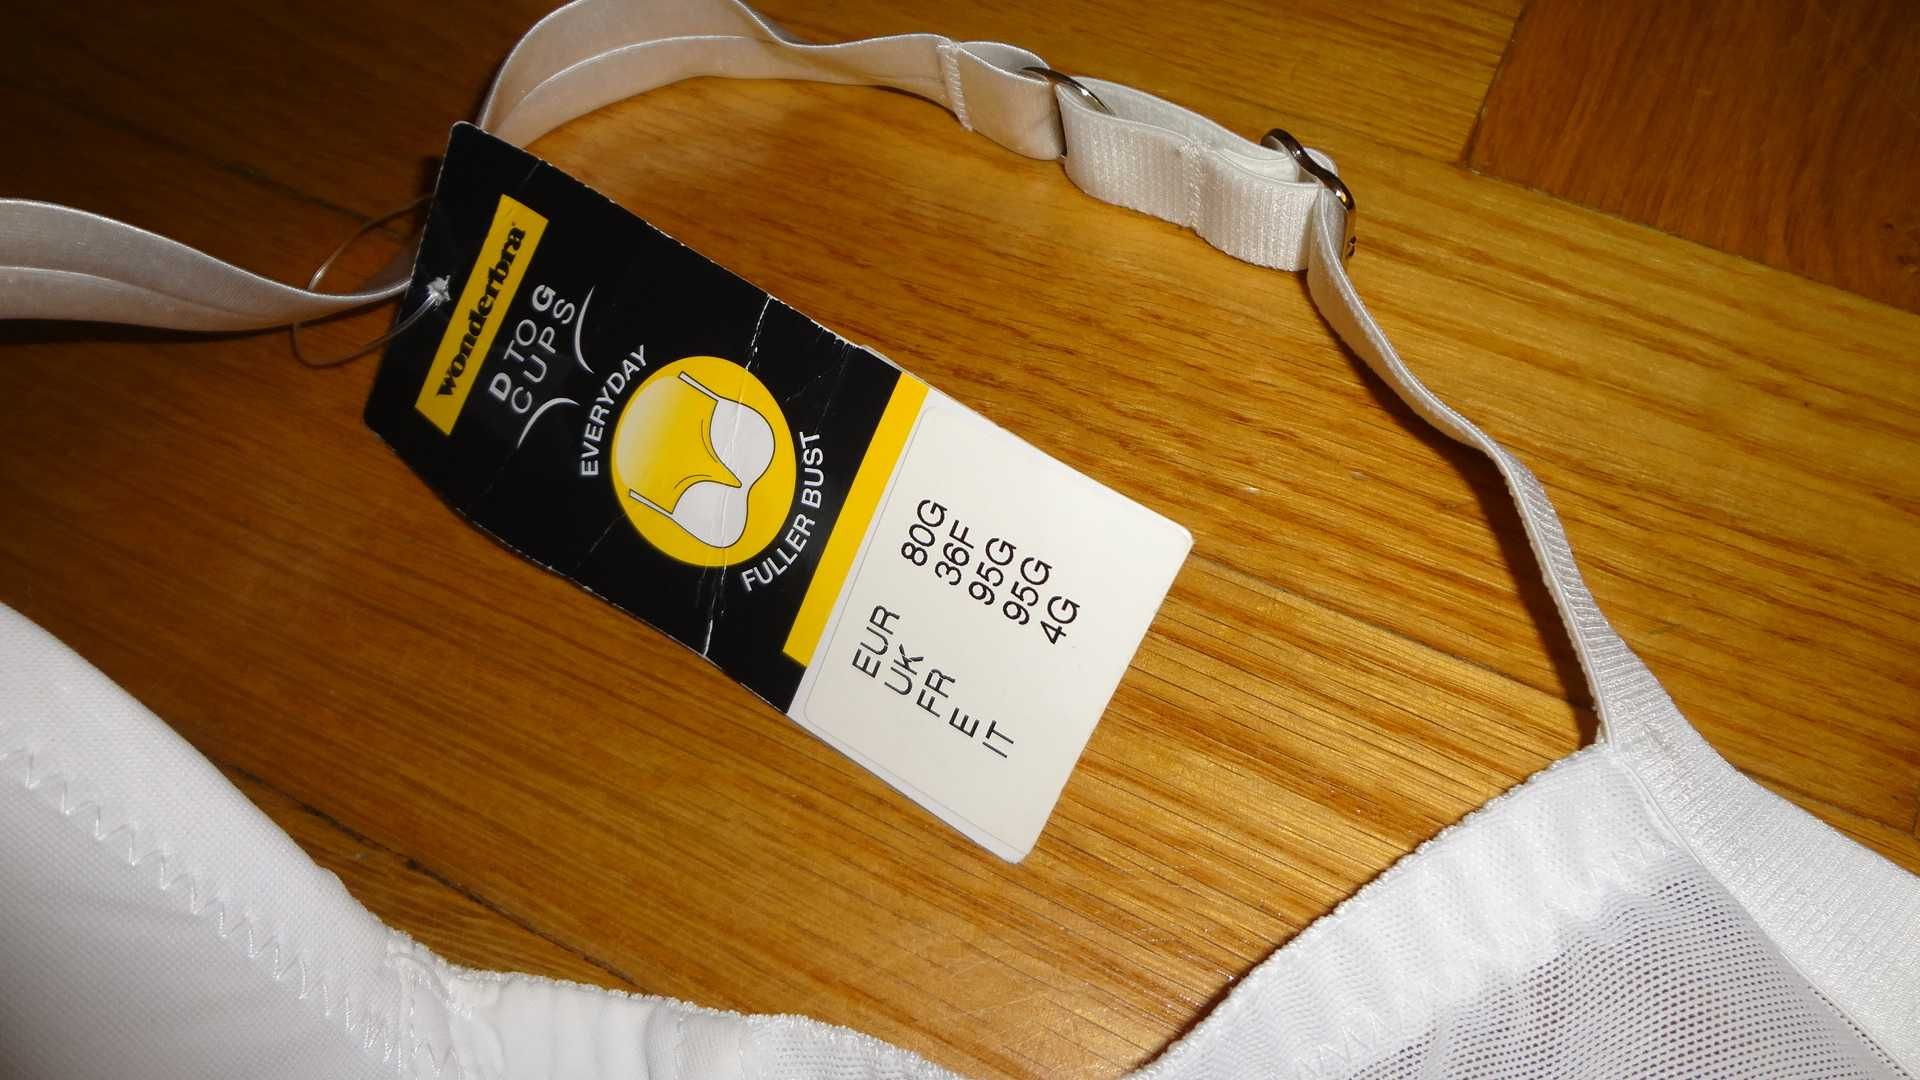 Wonderbra
D TO G
CUPS
EVERYDAY
FULLER BUST
EUR 80G
UK 36F
FR 95G
E 95G
IT 4G